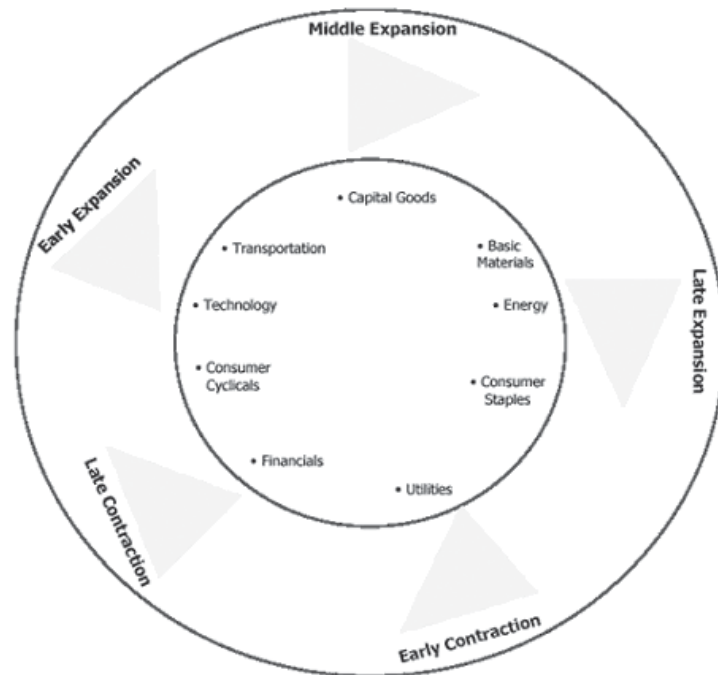 Middle Expansion
Early Expansion
• Capital Goods
• Transportation
• Basic
Materials
Late Expansion
• Technology
• Energy
• Consumer
Cyclicals
• Consumer
Staples
• Financials
Late Contraction
• Utilities
Early Contraction